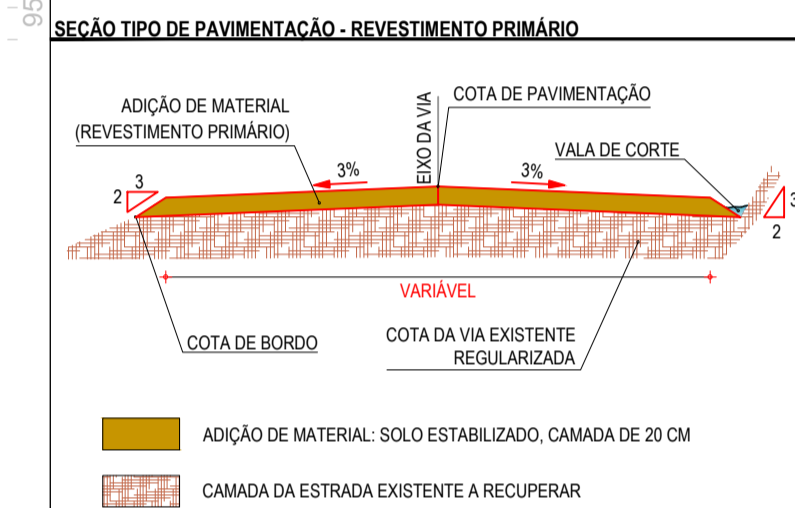 95
SEÇÃO TIPO DE PAVIMENTAÇÃO - REVESTIMENTO PRIMÁRIO
ADIÇÃO DE MATERIAL
(REVESTIMENTO PRIMÁRIO)
EIXO DA VIA
COTA DE PAVIMENTAÇÃO
VALA DE CORTE
3%
3%
3
2
3
2
VARIÁVEL
COTA DE BORDO
COTA DA VIA EXISTENTE
REGULARIZADA
ADIÇÃO DE MATERIAL: SOLO ESTABILIZADO, CAMADA DE 20 CM
CAMADA DA ESTRADA EXISTENTE A RECUPERAR